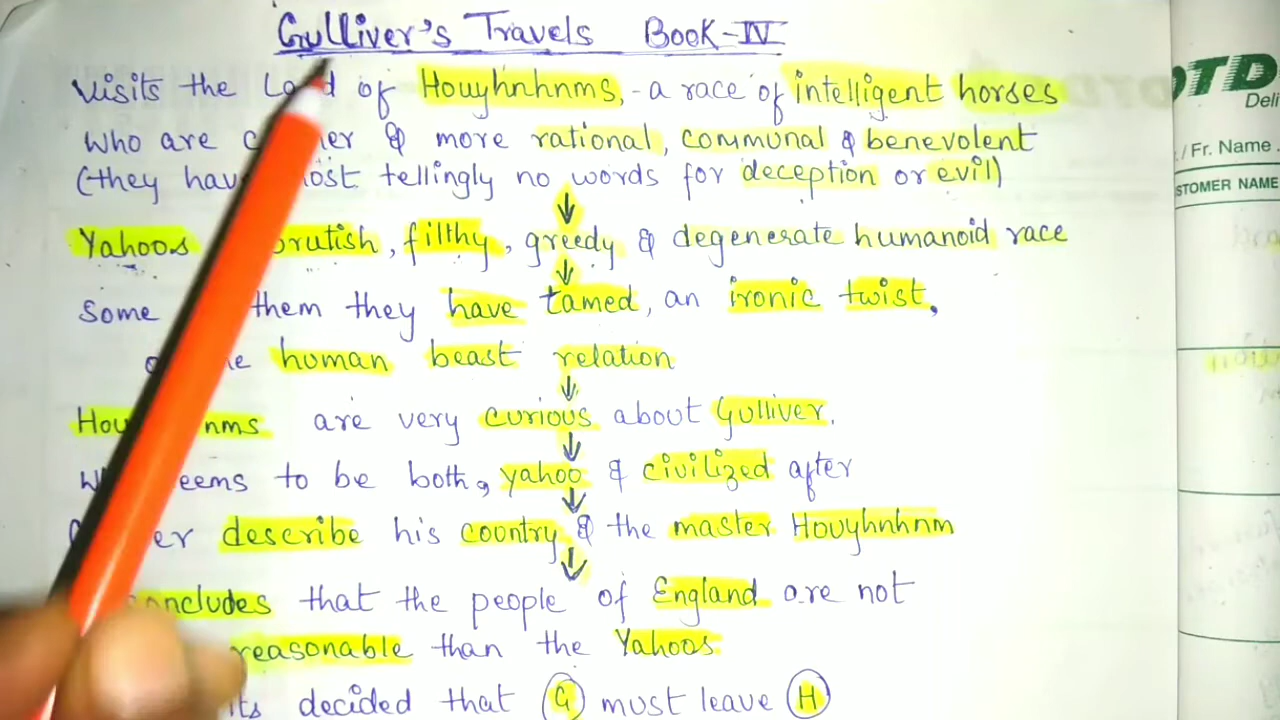 Gulliver's Travels Book-IV
Visits the of Houyhnhnms, - a race of intelligent horses
who are & more rational, communal & benevolent
(they most tellingly no words for deception or evil)
Yahoos brutish, filthy, greedy & degenerate humanoid race
Some them they have tamed, an ironic twist,
human beast relation
are very curious about Gulliver.
to be both, yahoo & civilized after
describe his country & the master Houyhnhnm
concludes that the people of England are not
reasonable than the Yahoos
decided that G must leave H
OTD
Deli
/ Fr. Name .
STOMER NAME